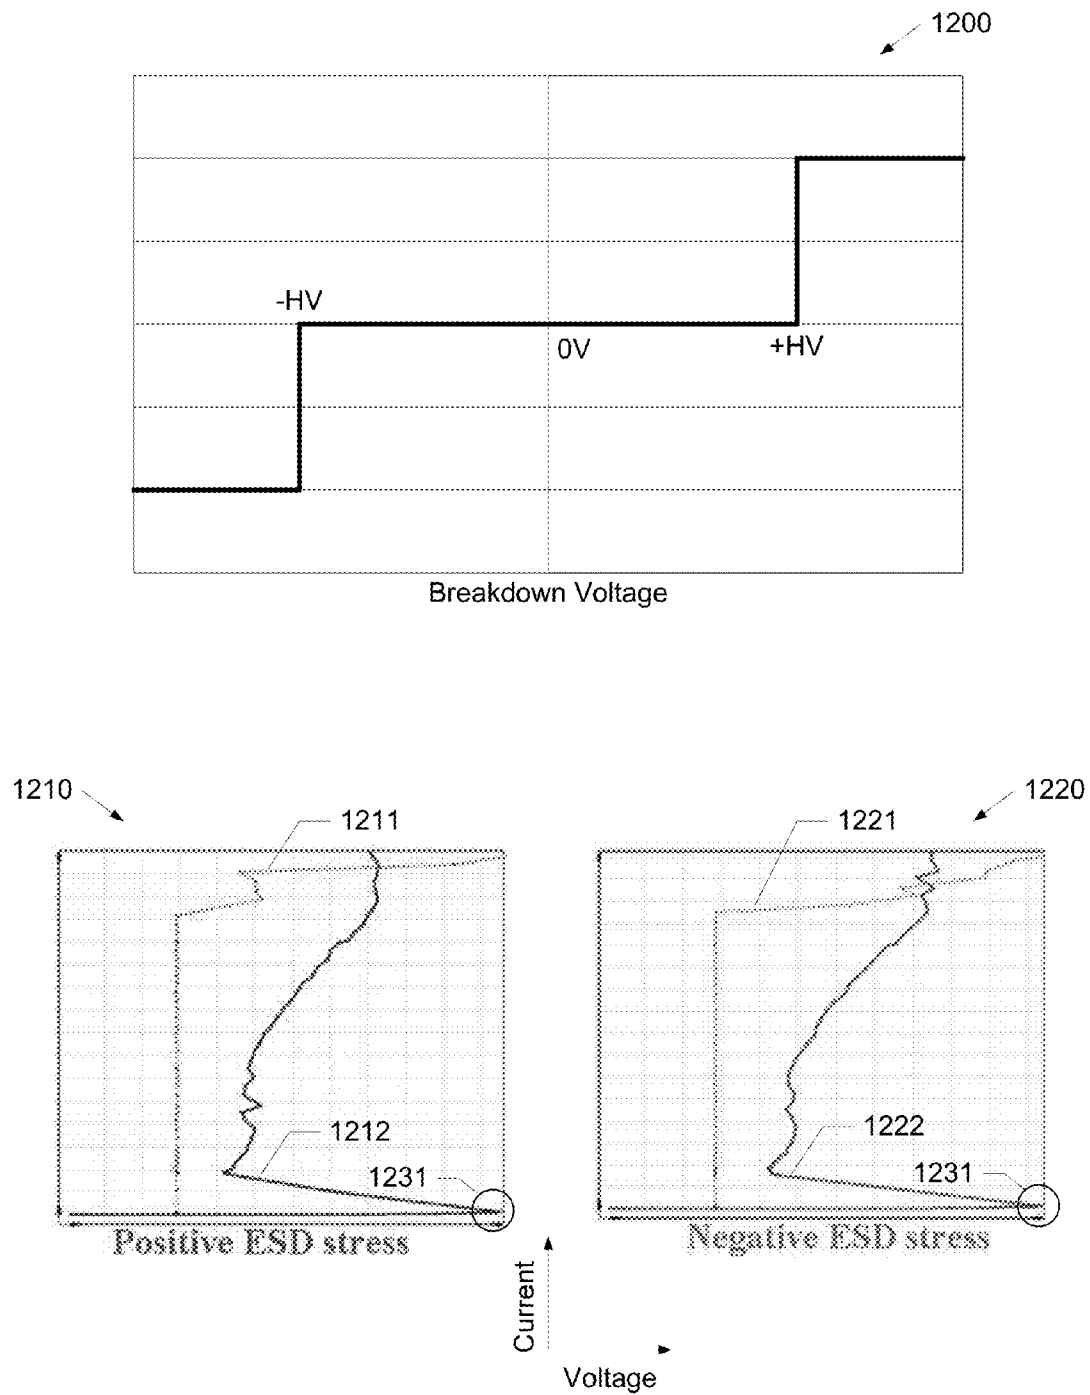 1200
-HV
0V
+HV
Breakdown Voltage
1210
1211
1212
1231
Positive ESD stress
1220
1221
1222
1231
Negative ESD stress
Current
Voltage